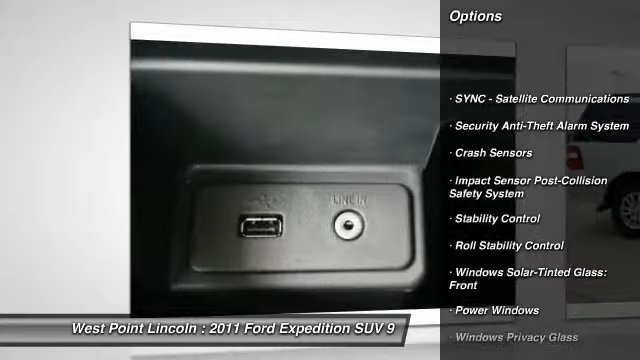 Options
· SYNC - Satellite Communications
· Security Anti-Theft Alarm System
· Crash Sensors
· Impact Sensor Post-Collision
Safety System
· Stability Control
· Roll Stability Control
· Windows Solar-Tinted Glass:
Front
· Power Windows
· Windows Privacy Glass
LINE IN
West Point Lincoln : 2011 Ford Expedition SUV 9